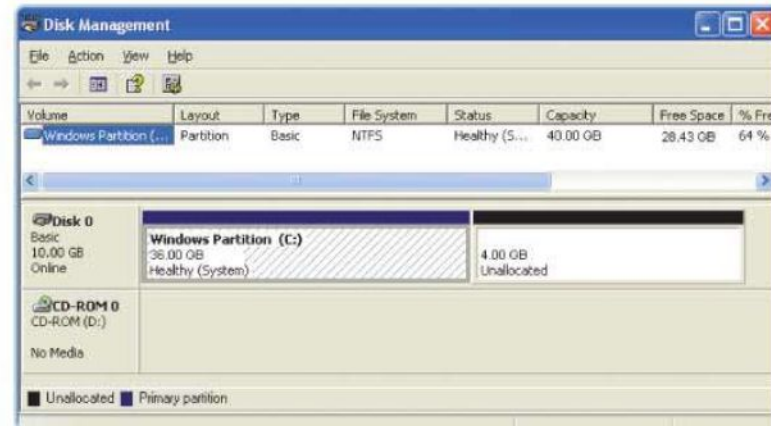 Disk Management
File Action View Help
Volume Layout Type File System Status Capacity Free Space % Fre
Windows Partition (... Partition Basic NTFS Healthy (S... 40.00 GB 28.43 GB 64 %
Disk 0
Basic
10.00 GB
Online
Windows Partition (C:)
36.00 GB
Healthy (System)
4.00 GB
Unallocated
CD-ROM 0
CD-ROM (D:)
No Media
Unallocated Primary partition